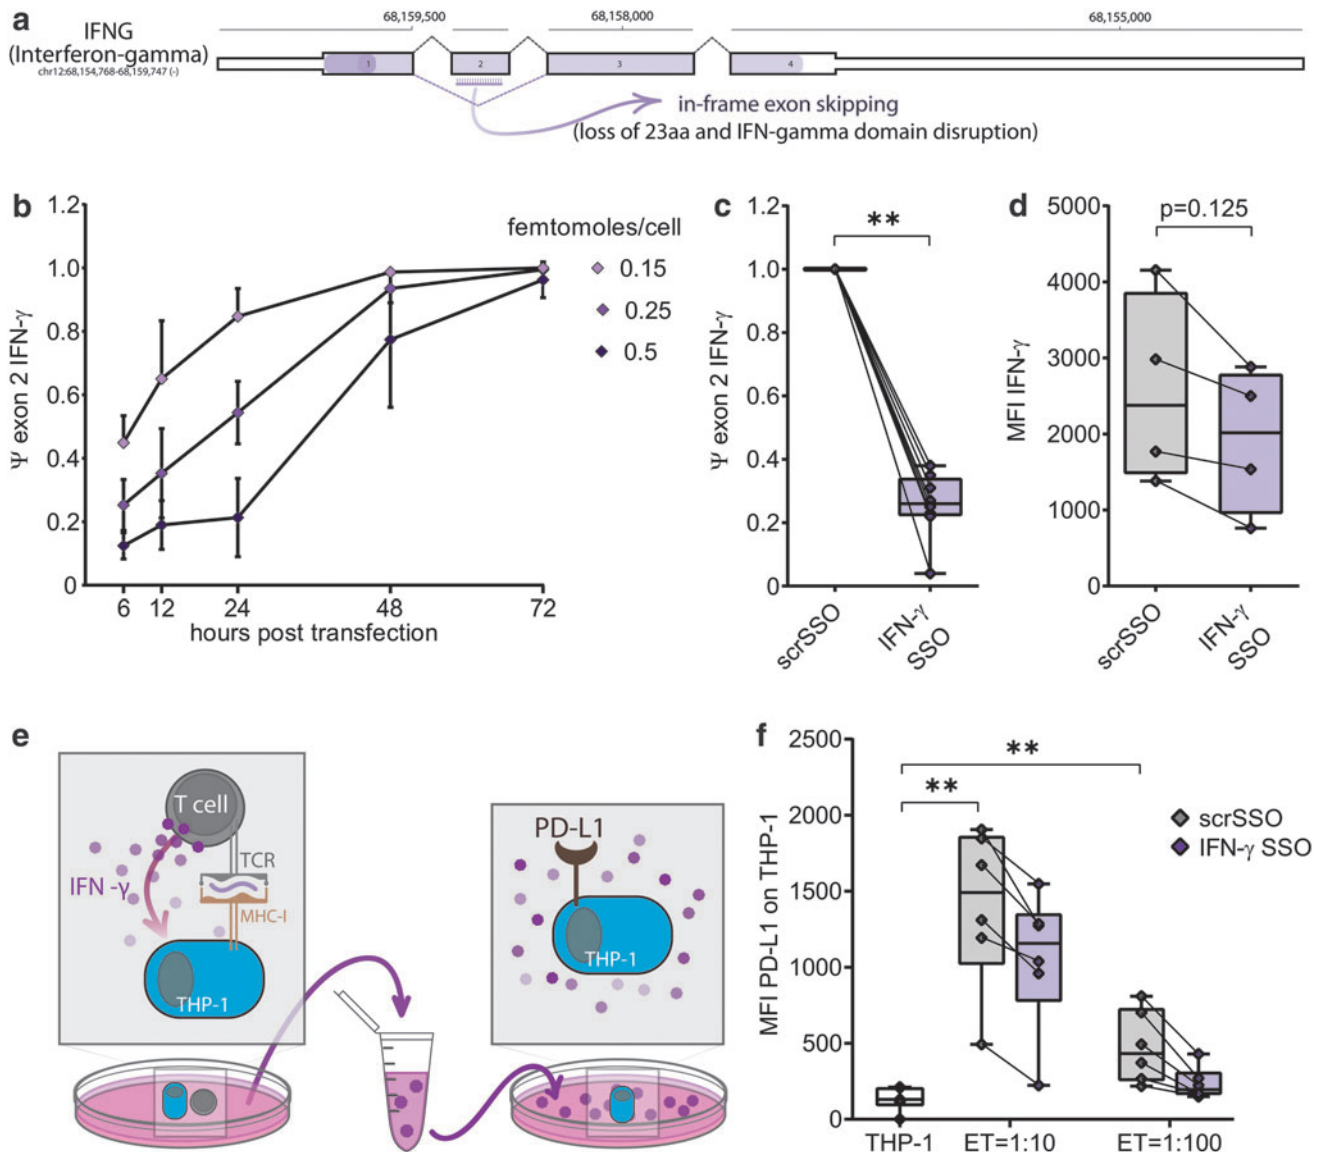 a
IFNG
(Interferon-gamma)
chr12:68,154,768-68,159,747 (-)
68,159,500
68,158,000
68,155,000
1
2
3
4
in-frame exon skipping
(loss of 23aa and IFN-gamma domain disruption)
b
Ψ exon 2 IFN-γ
1.2
1.0
0.8
0.6
0.4
0.2
0
6 12 24 48 72
hours post transfection
femtomoles/cell
0.15
0.25
0.5
c
Ψ exon 2 IFN-γ
1.2
1.0
0.8
0.6
0.4
0.2
0
**
scrSSO
IFN-γ
SSO
d
MFI IFN-γ
5000
4000
3000
2000
1000
0
p=0.125
scrSSO
IFN-γ
SSO
e
T cell
IFN -γ
TCR
MHC-I
THP-1
PD-L1
THP-1
f
MFI PD-L1 on THP-1
2500
2000
1500
1000
500
0
**
**
scrSSO
IFN-γ SSO
THP-1 ET=1:10 ET=1:100